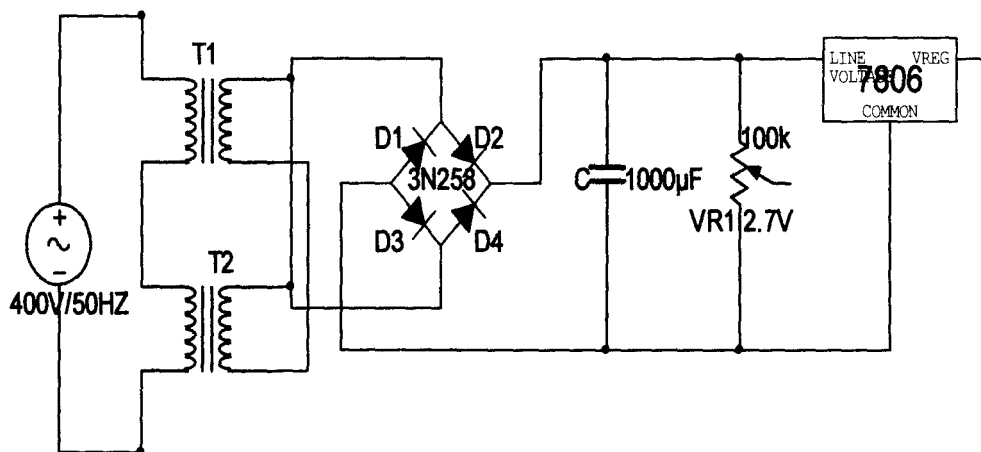 T1
LINE VREG
VOLTAGE
7806
COMMON
D1 D2
100k
3N258
C 1000µF
+
-
VR1 2.7V
D3 D4
T2
400V/50HZ